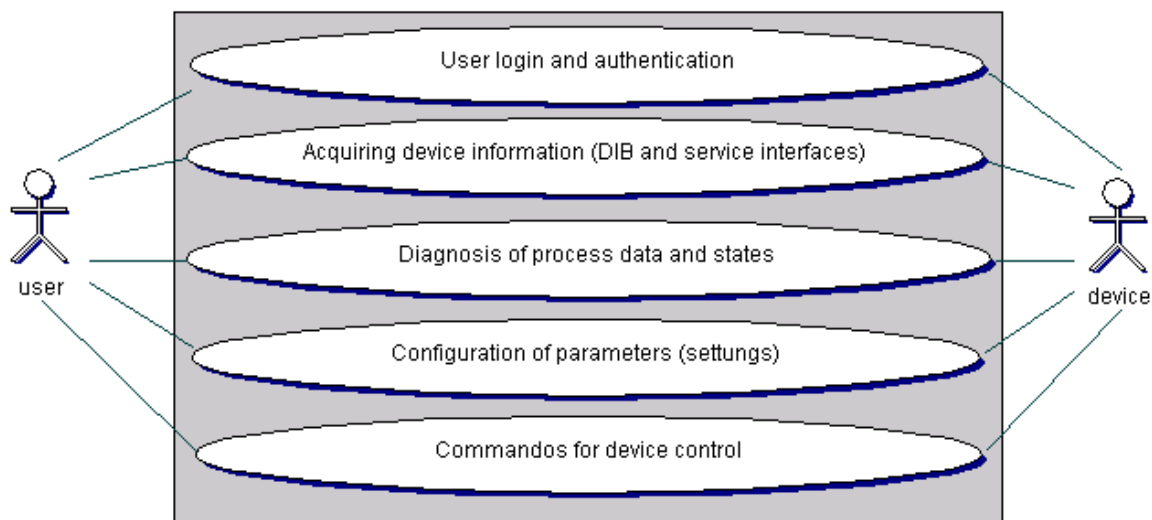 User login and authentication
Acquiring device information (DIB and service interfaces)
Diagnosis of process data and states
user
device
Configuration of parameters (settungs)
Commandos for device control